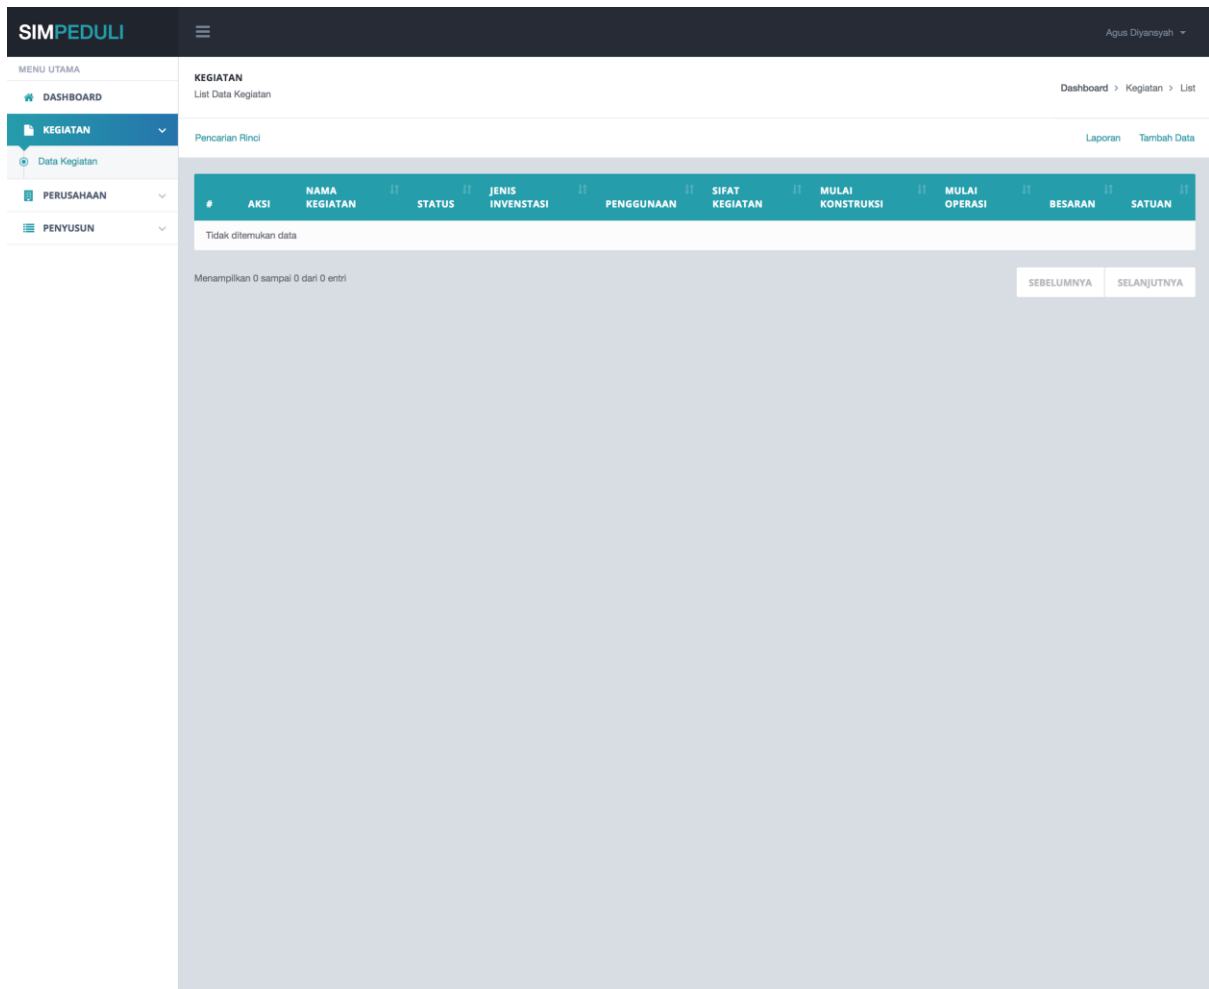 SIMPEDULI
Agus Diyansyah
MENU UTAMA
DASHBOARD
KEGIATAN
Data Kegiatan
PERUSAHAAN
PENYUSUN
KEGIATAN
List Data Kegiatan
Dashboard > Kegiatan > List
Pencarian Rinci
Laporan Tambah Data
# AKSI NAMA KEGIATAN STATUS JENIS INVENSTASI PENGGUNAAN SIFAT KEGIATAN MULAI KONSTRUKSI MULAI OPERASI BESARAN SATUAN
Tidak ditemukan data
Menampilkan 0 sampai 0 dari 0 entri
SEBELUMNYA SELANJUTNYA